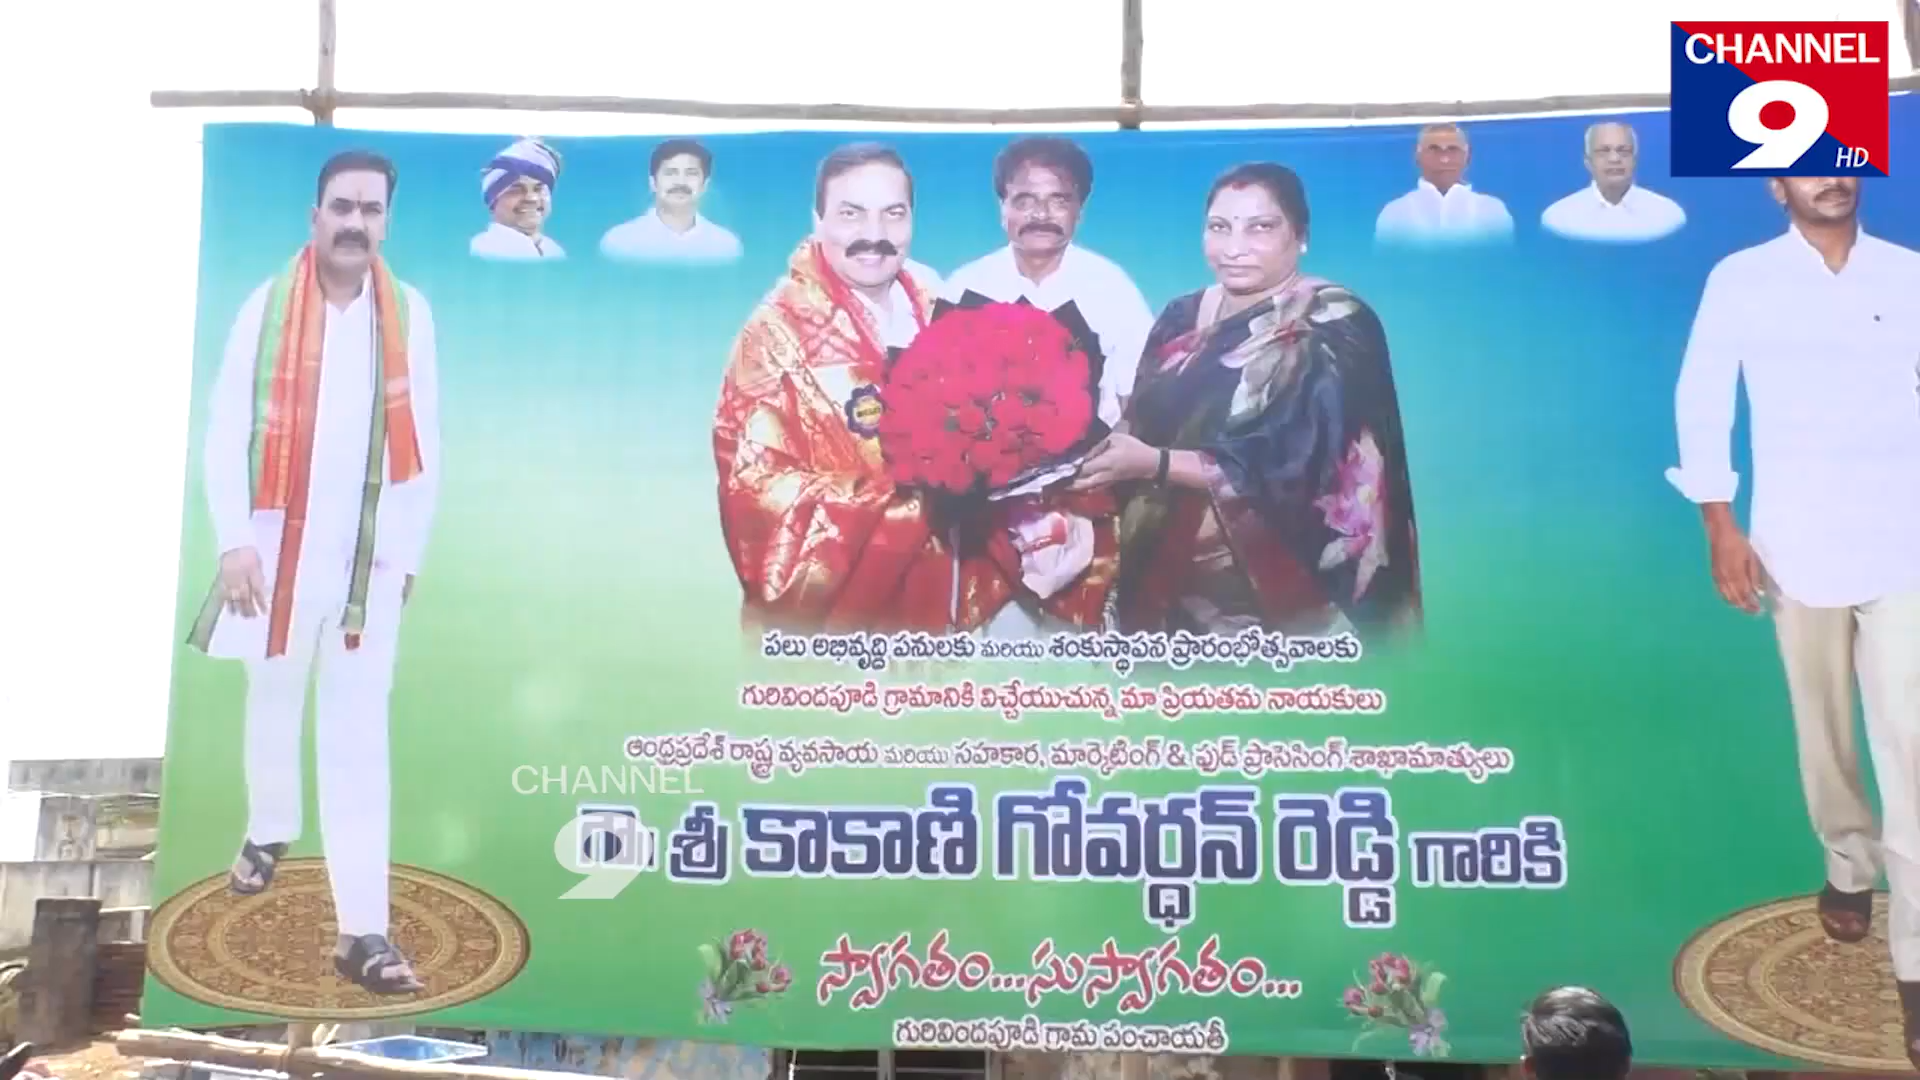 CHANNEL
9
HD
పలు అభివృద్ది పనులకు మరియు శంకుస్థాపన ప్రారంభోత్సవాలకు
గురివిందపూడి గ్రామానికి విచ్చేయుచున్న మా ప్రియతమ నాయకులు
ఆంధ్రప్రదేశ్ రాష్ట్ర వ్యవసాయ మరియు సహకార, మార్కెటింగ్ & ఫుడ్ ప్రాసెసింగ్ శాఖామాత్యులు
CHANNEL
9
శ్రీ కాకాణి గోవర్ధన్ రెడ్డి గారికి
స్వాగతం...సుస్వాగతం...
గురివిందపూడి గ్రామ పంచాయతీ